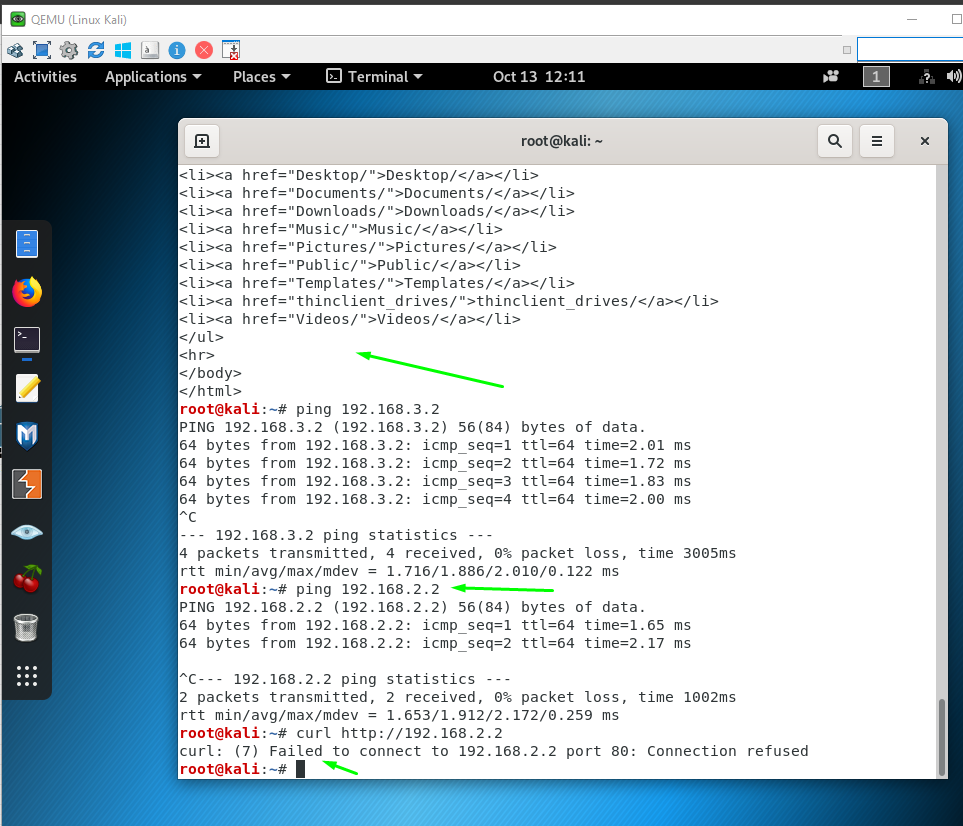 QEMU (Linux Kali)
Activities Applications Places Terminal Oct 13 12:11 1
root@kali: ~
<li><a href="Desktop/">Desktop/</a></li>
<li><a href="Documents/">Documents/</a></li>
<li><a href="Downloads/">Downloads/</a></li>
<li><a href="Music/">Music/</a></li>
<li><a href="Pictures/">Pictures/</a></li>
<li><a href="Public/">Public/</a></li>
<li><a href="Templates/">Templates/</a></li>
<li><a href="thinclient_drives/">thinclient_drives/</a></li>
<li><a href="Videos/">Videos/</a></li>
</ul>
<hr>
</body>
</html>
root@kali:~# ping 192.168.3.2
PING 192.168.3.2 (192.168.3.2) 56(84) bytes of data.
64 bytes from 192.168.3.2: icmp_seq=1 ttl=64 time=2.01 ms
64 bytes from 192.168.3.2: icmp_seq=2 ttl=64 time=1.72 ms
64 bytes from 192.168.3.2: icmp_seq=3 ttl=64 time=1.83 ms
64 bytes from 192.168.3.2: icmp_seq=4 ttl=64 time=2.00 ms
^C
--- 192.168.3.2 ping statistics ---
4 packets transmitted, 4 received, 0% packet loss, time 3005ms
rtt min/avg/max/mdev = 1.716/1.886/2.010/0.122 ms
root@kali:~# ping 192.168.2.2
PING 192.168.2.2 (192.168.2.2) 56(84) bytes of data.
64 bytes from 192.168.2.2: icmp_seq=1 ttl=64 time=1.65 ms
64 bytes from 192.168.2.2: icmp_seq=2 ttl=64 time=2.17 ms
^C--- 192.168.2.2 ping statistics ---
2 packets transmitted, 2 received, 0% packet loss, time 1002ms
rtt min/avg/max/mdev = 1.653/1.912/2.172/0.259 ms
root@kali:~# curl http://192.168.2.2
curl: (7) Failed to connect to 192.168.2.2 port 80: Connection refused
root@kali:~#